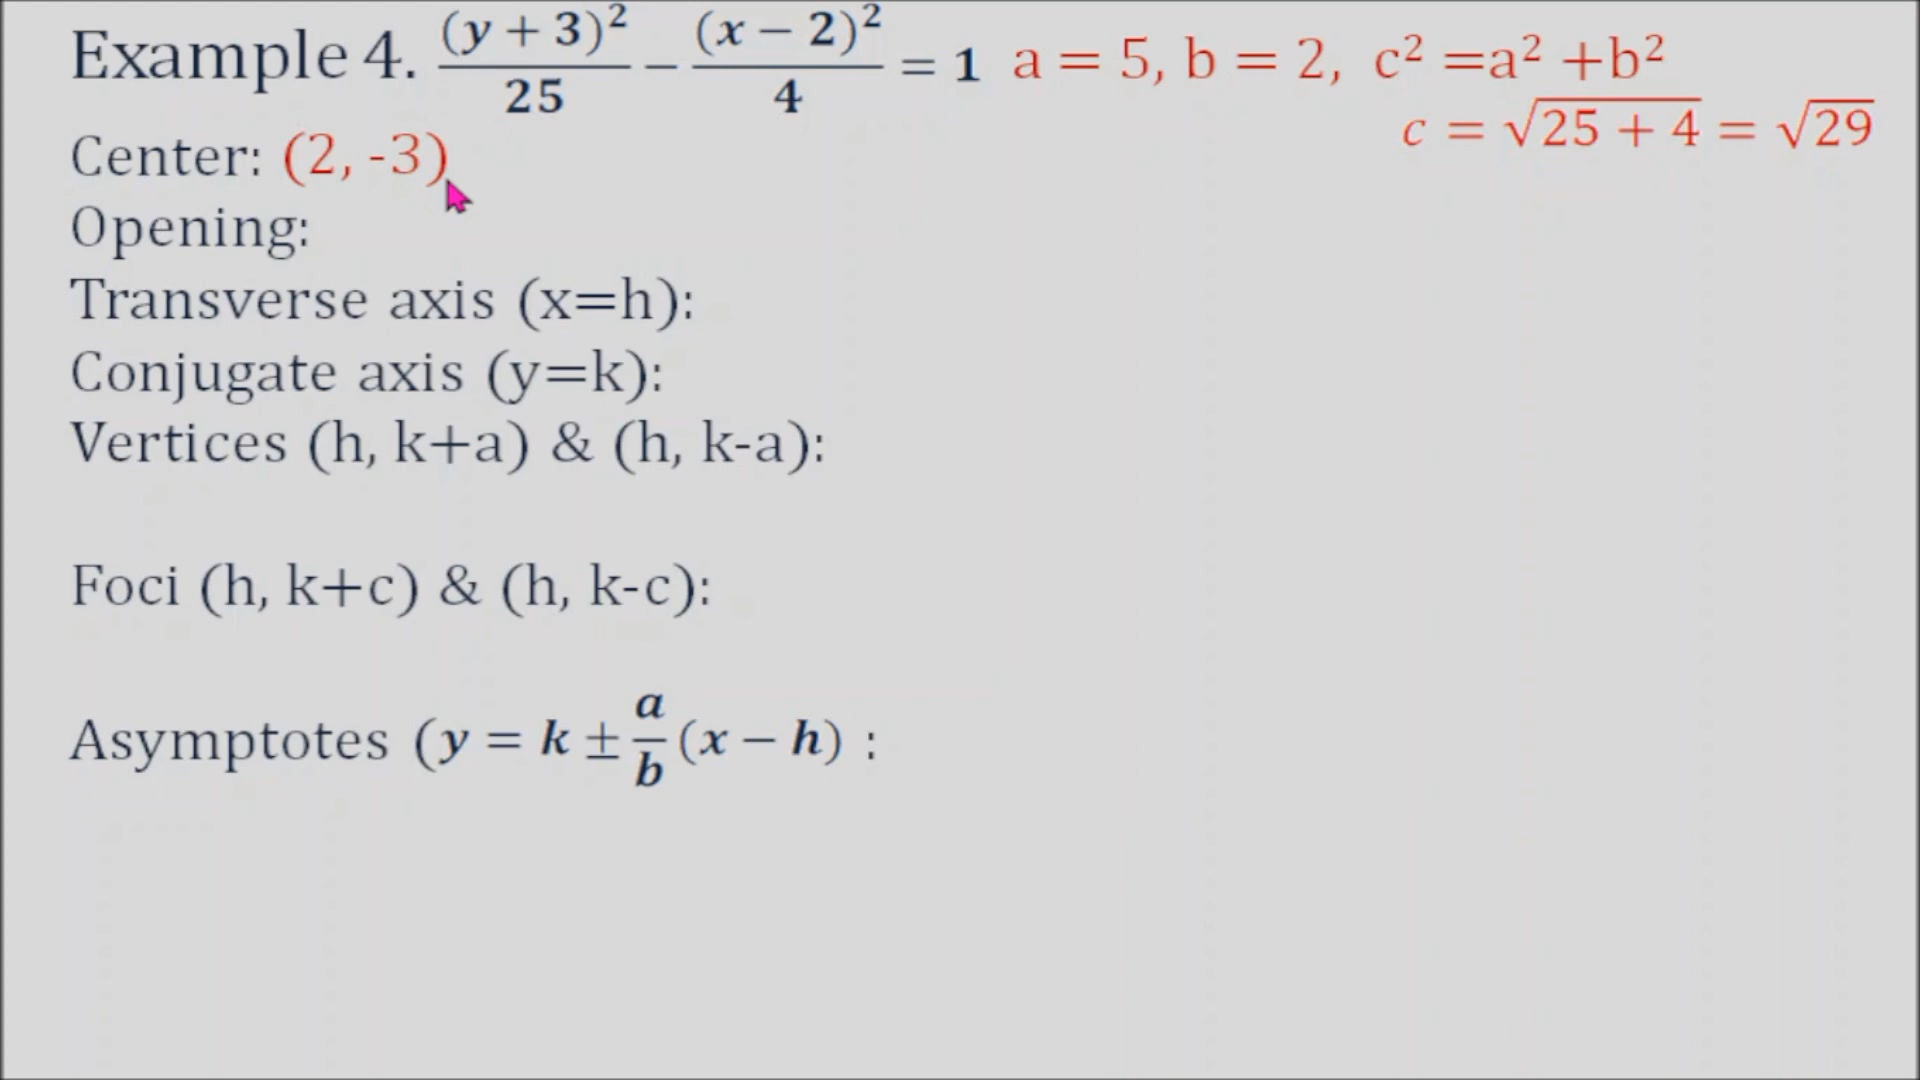 Example 4. (y + 3)²/25 − (x − 2)²/4 = 1 a = 5, b = 2, c² =a² +b²
c = √(25 + 4) = √29
Center: (2, -3)
Opening:
Transverse axis (x=h):
Conjugate axis (y=k):
Vertices (h, k+a) & (h, k-a):
Foci (h, k+c) & (h, k-c):
Asymptotes (y = k ± a/b (x − h) :